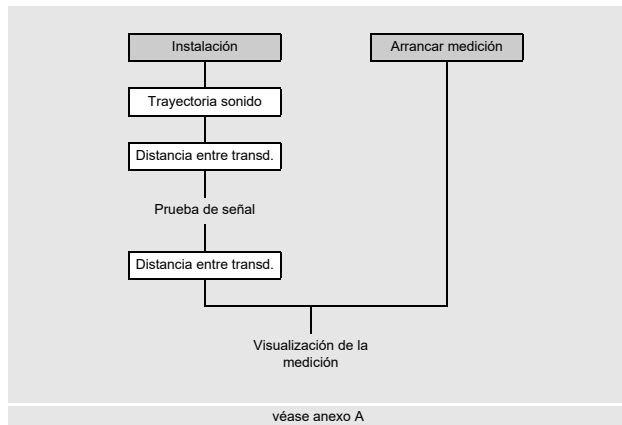 Instalación
Arrancar medición
Trayectoria sonido
Distancia entre transd.
Prueba de señal
Distancia entre transd.
Visualización de la
medición
véase anexo A